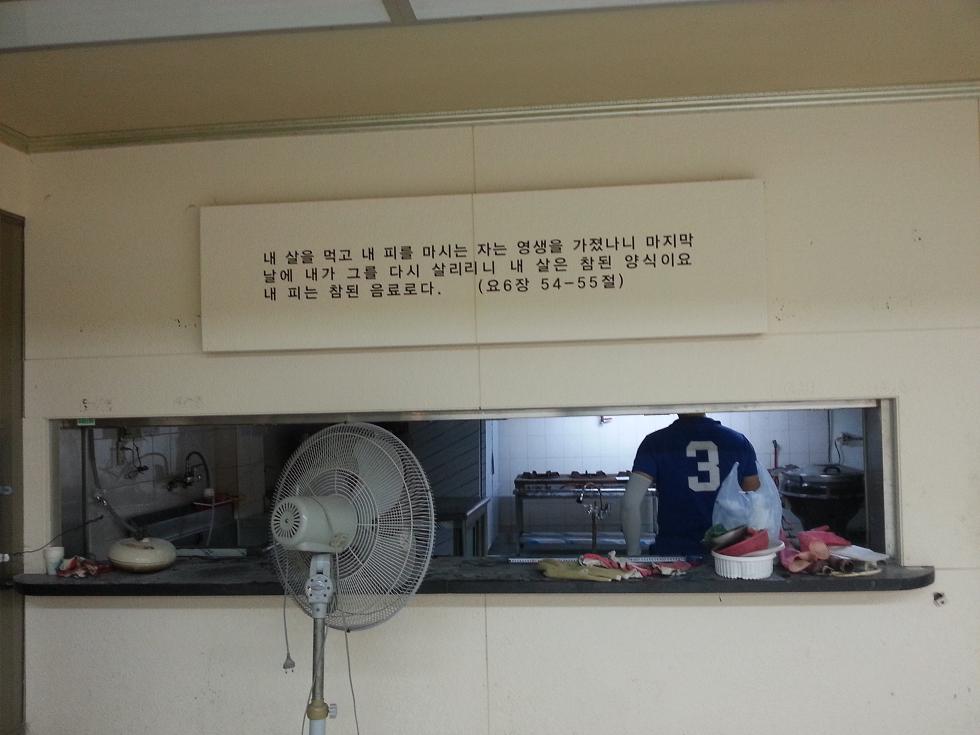 내 살을 먹고 내 피를 마시는 자는 영생을 가졌나니 마지막
날에 내가 그를 다시 살리리니 내 살은 참된 양식이요
내 피는 참된 음료로다. (요6장 54-55절)
3